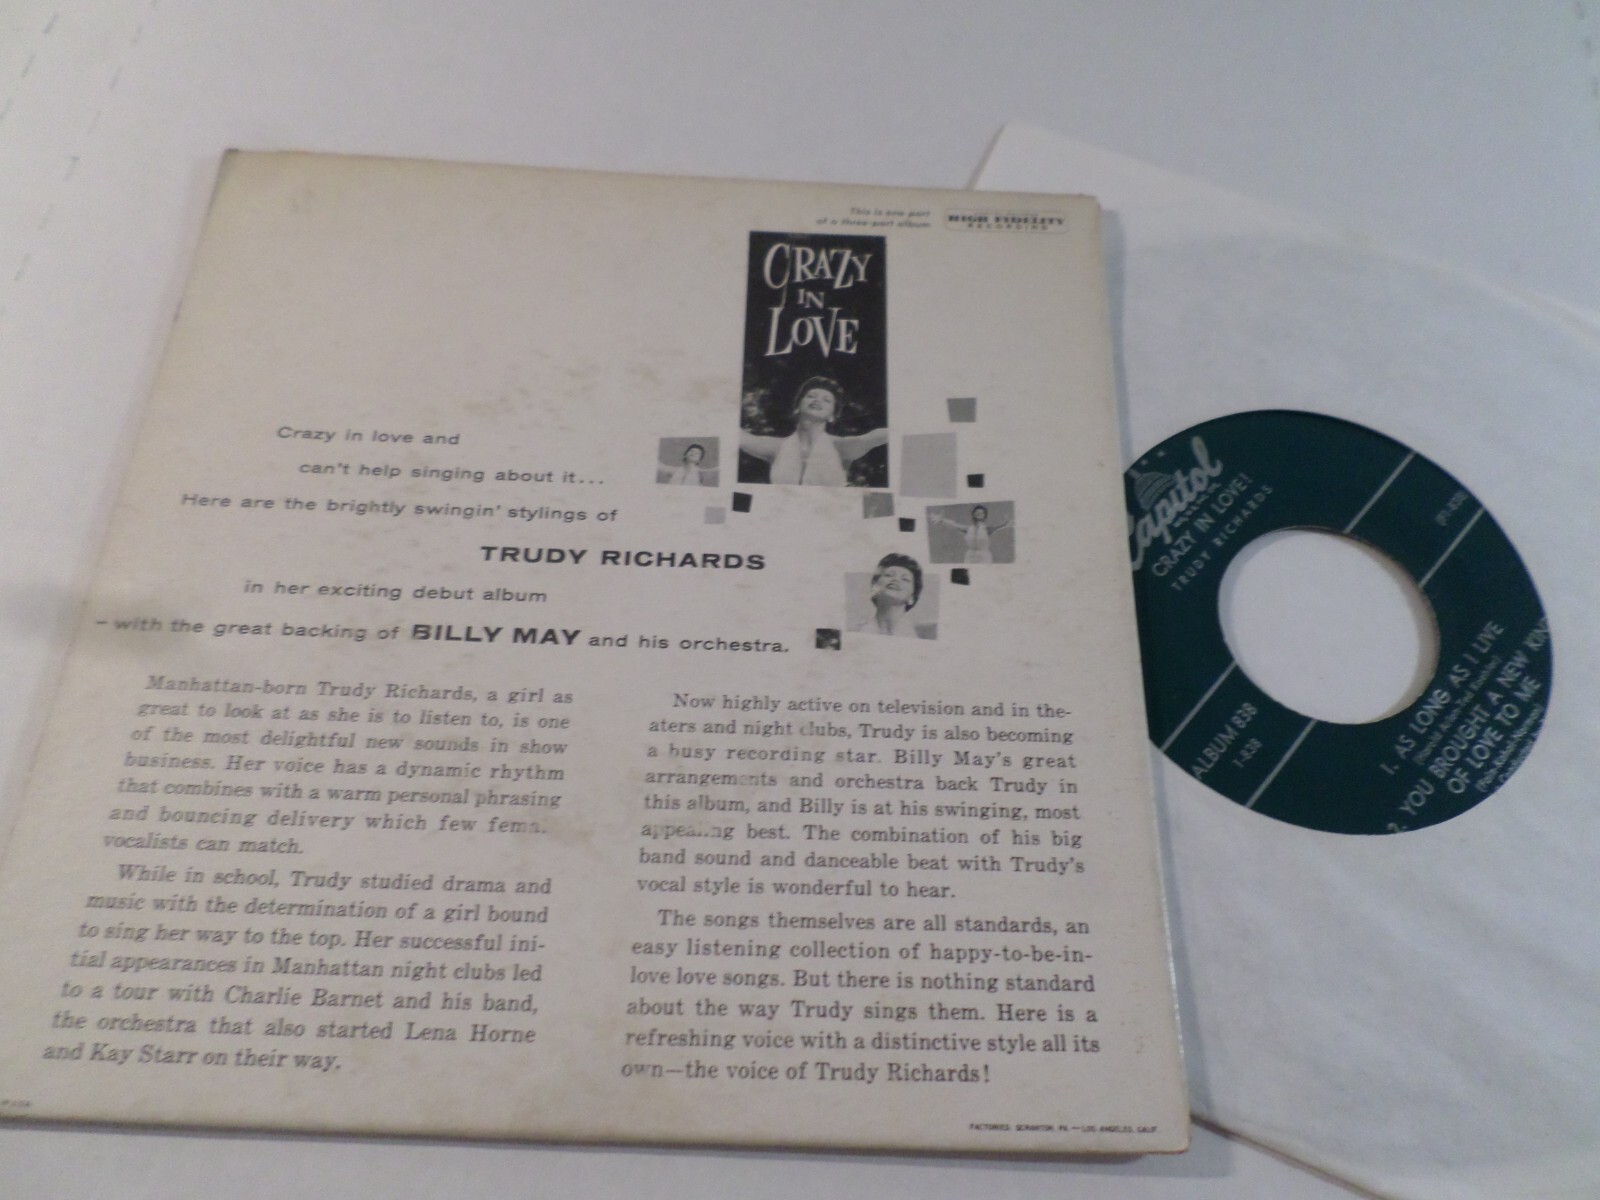 This is one part
of a three-part album
HIGH FIDELITY
RECORDING
CRAZY
IN
LOVE
Crazy in love and
can't help singing about it...
Here are the brightly swingin' stylings of
TRUDY RICHARDS
in her exciting debut album
– with the great backing of BILLY MAY and his orchestra.
Manhattan-born Trudy Richards, a girl as
great to look at as she is to listen to, is one
of the most delightful new sounds in show
business. Her voice has a dynamic rhythm
that combines with a warm personal phrasing
and bouncing delivery which few
vocalists can match.
While in school, Trudy studied drama and
music with the determination of a girl bound
to sing her way to the top. Her successful ini-
tial appearances in Manhattan night clubs led
to a tour with Charlie Barnet and his band,
the orchestra that also started Lena Horne
and Kay Starr on their way.
Now highly active on television and in the-
aters and night clubs, Trudy is also becoming
a busy recording star. Billy May's great
arrangements and orchestra back Trudy in
this album, and Billy is at his swinging, most
appealing best. The combination of his big
band sound and danceable beat with Trudy's
vocal style is wonderful to hear.
The songs themselves are all standards, an
easy listening collection of happy-to-be-in-
love love songs. But there is nothing standard
about the way Trudy sings them. Here is a
refreshing voice with a distinctive style all its
own—the voice of Trudy Richards!
FACTORIES: SCRANTON, PA. — LOS ANGELES, CALIF.
Capitol
CRAZY IN LOVE!
TRUDY RICHARDS
ALBUM 838
1-838
1. AS LONG AS I LIVE
2. YOU BROUGHT A NEW KIN
OF LOVE TO ME